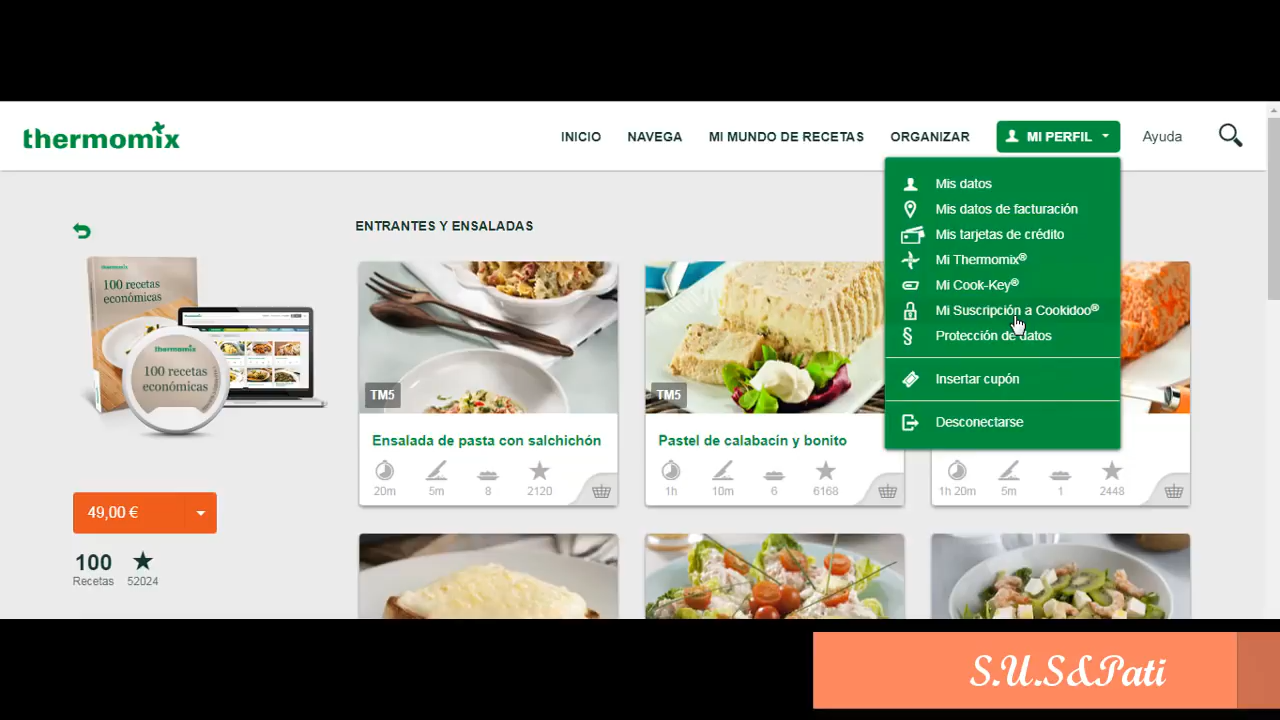 thermomix
INICIO
NAVEGA
MI MUNDO DE RECETAS
ORGANIZAR
MI PERFIL
Ayuda
Mis datos
Mis datos de facturación
Mis tarjetas de crédito
Mi Thermomix®
Mi Cook-Key®
Mi Suscripción a Cookidoo®
Protección de datos
Insertar cupón
Desconectarse
ENTRANTES Y ENSALADAS
thermomix
100 recetas
económicas
thermomix
100 recetas
económicas
49,00 €
100
Recetas
52024
TM5
Ensalada de pasta con salchichón
20m
5m
8
2120
TM5
Pastel de calabacín y bonito
1h
10m
6
6168
1h 20m
5m
1
2448
S.U.S&Pati